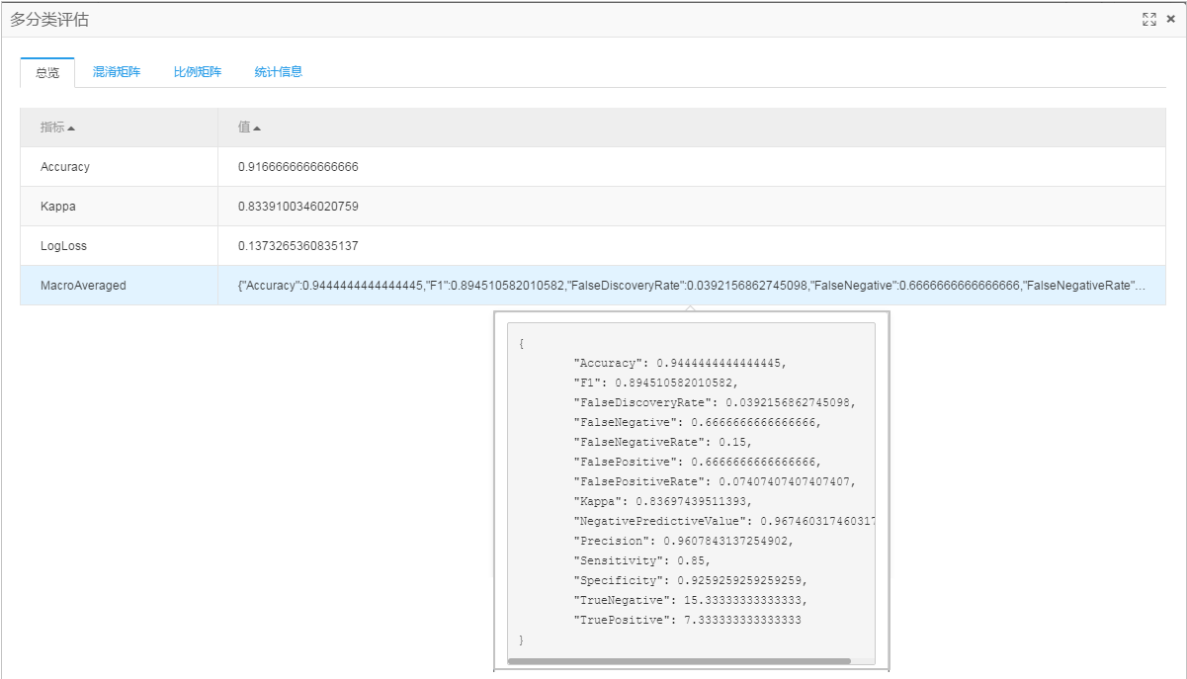 多分类评估
总览 混淆矩阵 比例矩阵 统计信息
指标 值
Accuracy 0.9166666666666666
Kappa 0.8339100346020759
LogLoss 0.1373265360835137
MacroAveraged {"Accuracy":0.9444444444444445,"F1":0.894510582010582,"FalseDiscoveryRate":0.0392156862745098,"FalseNegative":0.6666666666666666,"FalseNegativeRate"...
{
"Accuracy": 0.9444444444444445,
"F1": 0.894510582010582,
"FalseDiscoveryRate": 0.0392156862745098,
"FalseNegative": 0.6666666666666666,
"FalseNegativeRate": 0.15,
"FalsePositive": 0.6666666666666666,
"FalsePositiveRate": 0.07407407407407407,
"Kappa": 0.83697439511393,
"NegativePredictiveValue": 0.967460317460317
"Precision": 0.9607843137254902,
"Sensitivity": 0.85,
"Specificity": 0.9259259259259259,
"TrueNegative": 15.33333333333333,
"TruePositive": 7.333333333333333
}